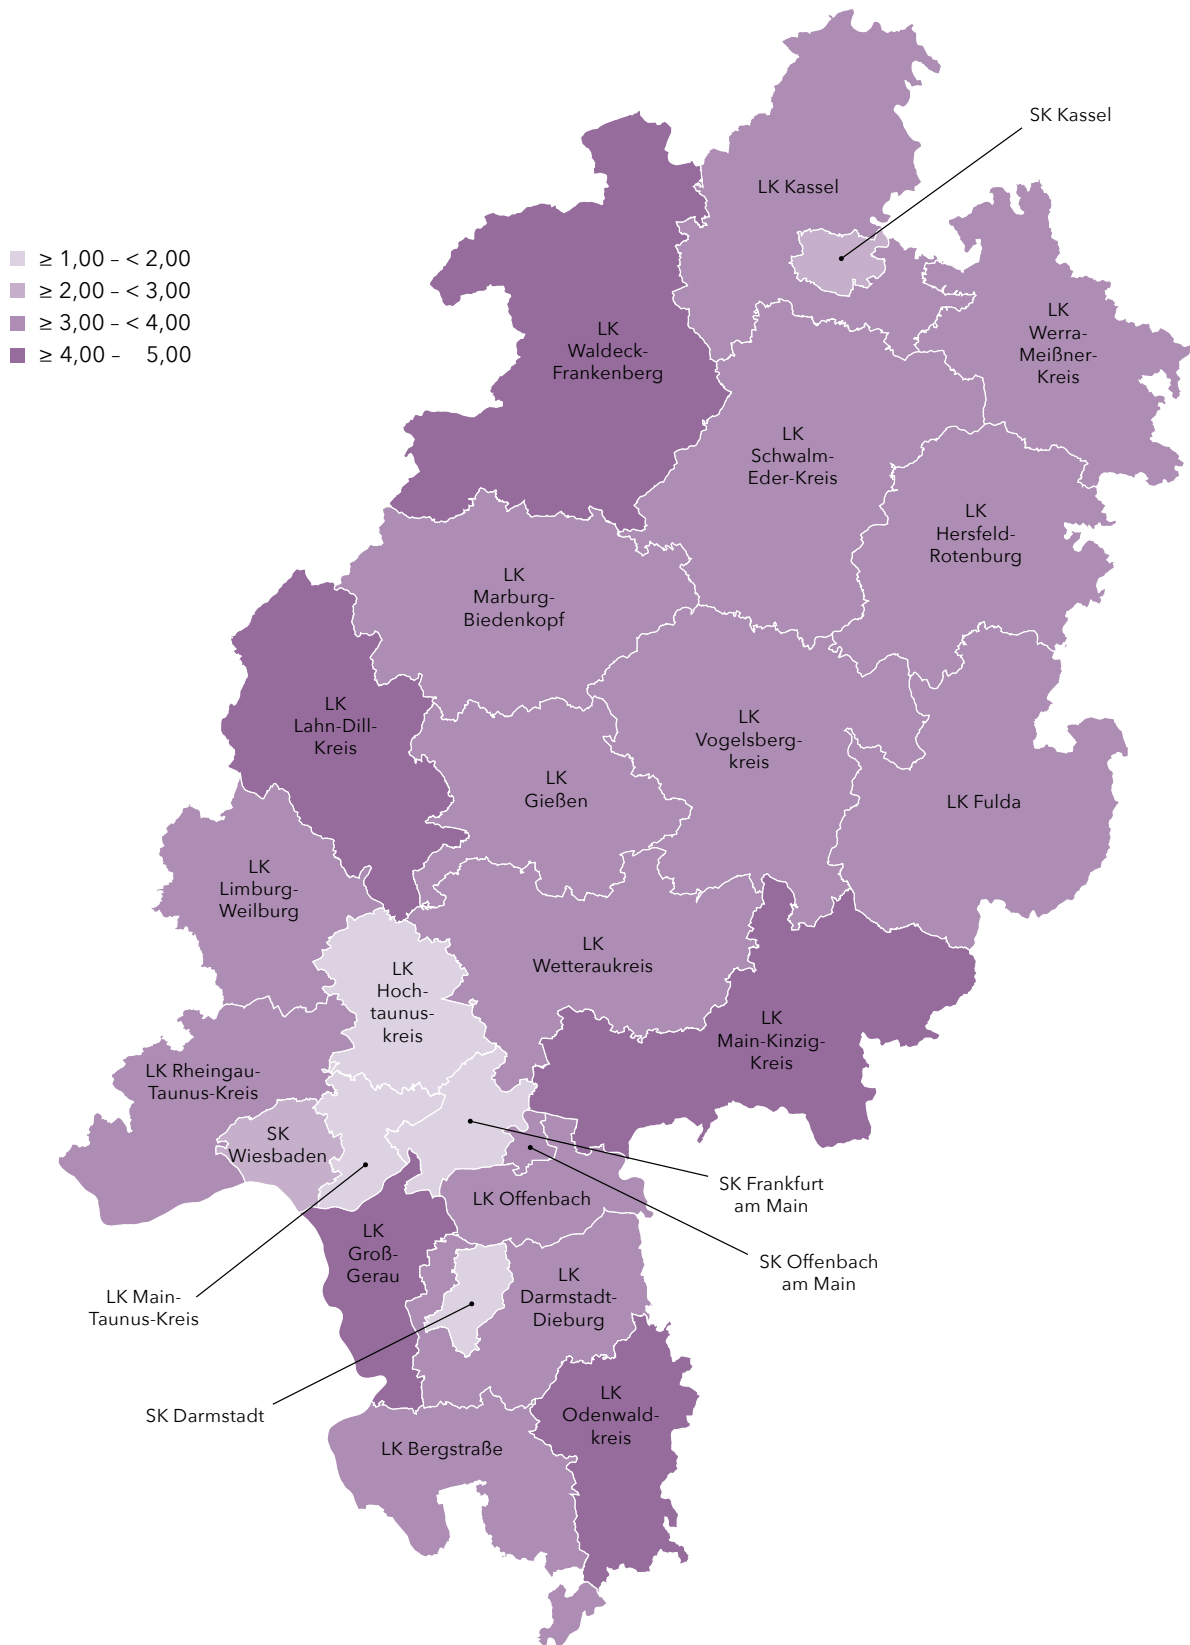 SK Kassel
LK Kassel
≥ 1,00 – < 2,00
≥ 2,00 – < 3,00
≥ 3,00 – < 4,00
≥ 4,00 – 5,00
LK
Waldeck-
Frankenberg
LK
Werra-
Meißner-
Kreis
LK
Schwalm-
Eder-Kreis
LK
Hersfeld-
Rotenburg
LK
Marburg-
Biedenkopf
LK
Lahn-Dill-
Kreis
LK
Vogelsberg-
kreis
LK
Gießen
LK Fulda
LK
Limburg-
Weilburg
LK
Wetteraukreis
LK
Hoch-
taunus-
kreis
LK
Main-Kinzig-
Kreis
LK Rheingau-
Taunus-Kreis
SK
Wiesbaden
SK Frankfurt
am Main
LK Offenbach
LK
Groß-
Gerau
SK Offenbach
am Main
LK
Darmstadt-
Dieburg
LK Main-
Taunus-Kreis
SK Darmstadt
LK
Odenwald-
kreis
LK Bergstraße